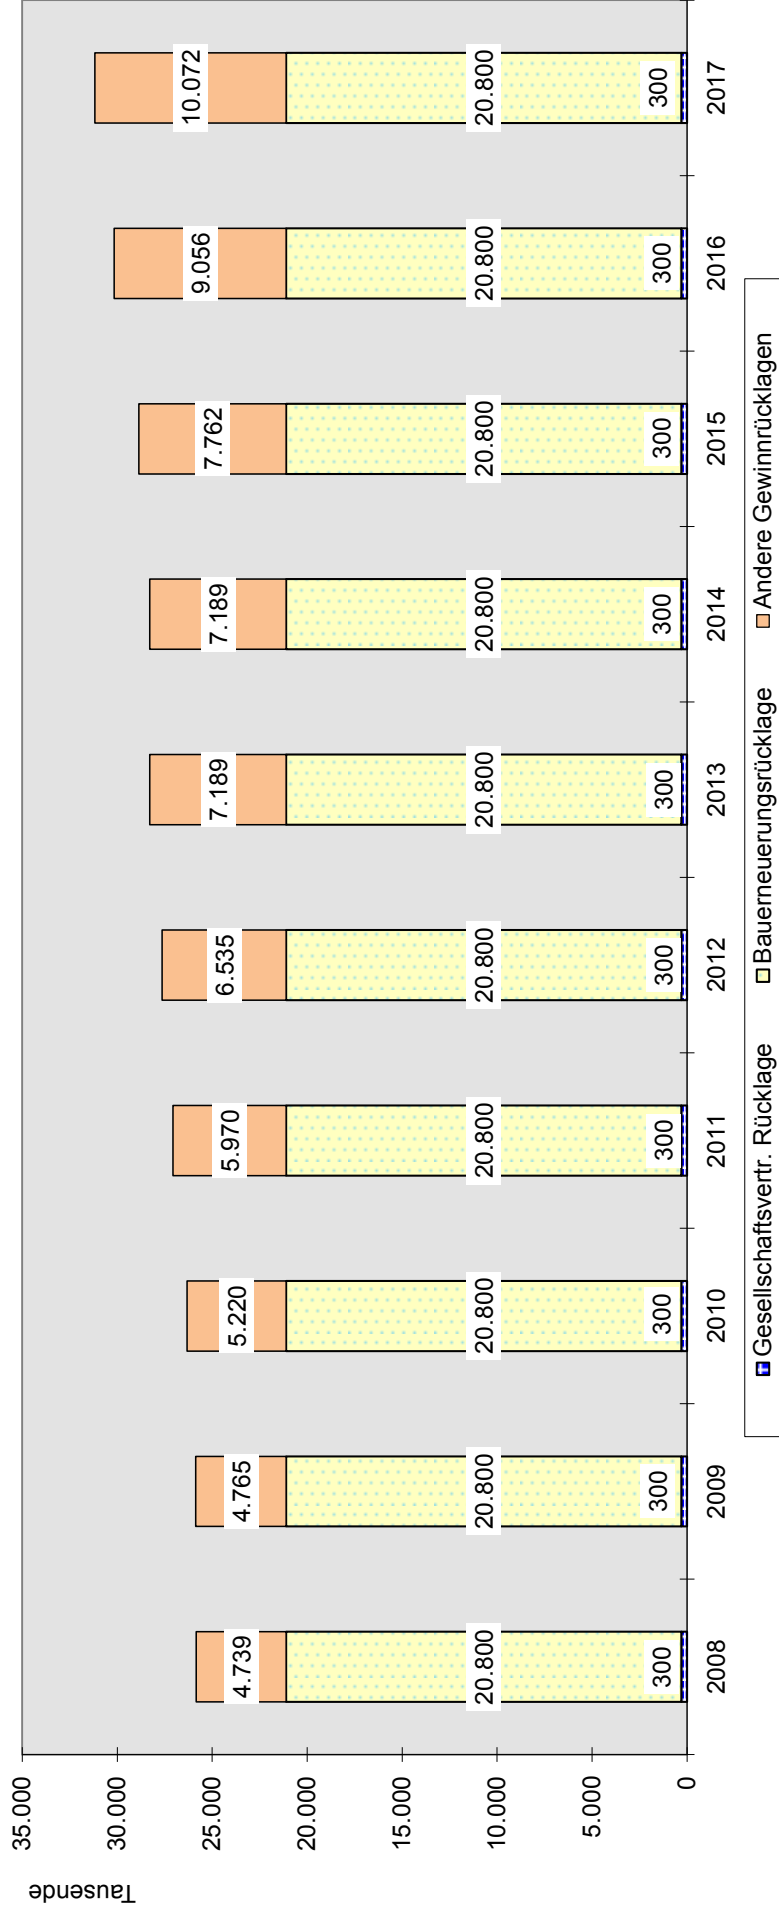 Tausende
35.000
30.000
25.000
20.000
15.000
10.000
5.000
0
4.739 4.765 5.220 5.970 6.535 7.189 7.189 7.762 9.056 10.072
20.800 20.800 20.800 20.800 20.800 20.800 20.800 20.800 20.800 20.800
300 300 300 300 300 300 300 300 300 300
2008 2009 2010 2011 2012 2013 2014 2015 2016 2017
Gesellschaftsvertr. Rücklage Bauerneuerungsrücklage Andere Gewinnrücklagen